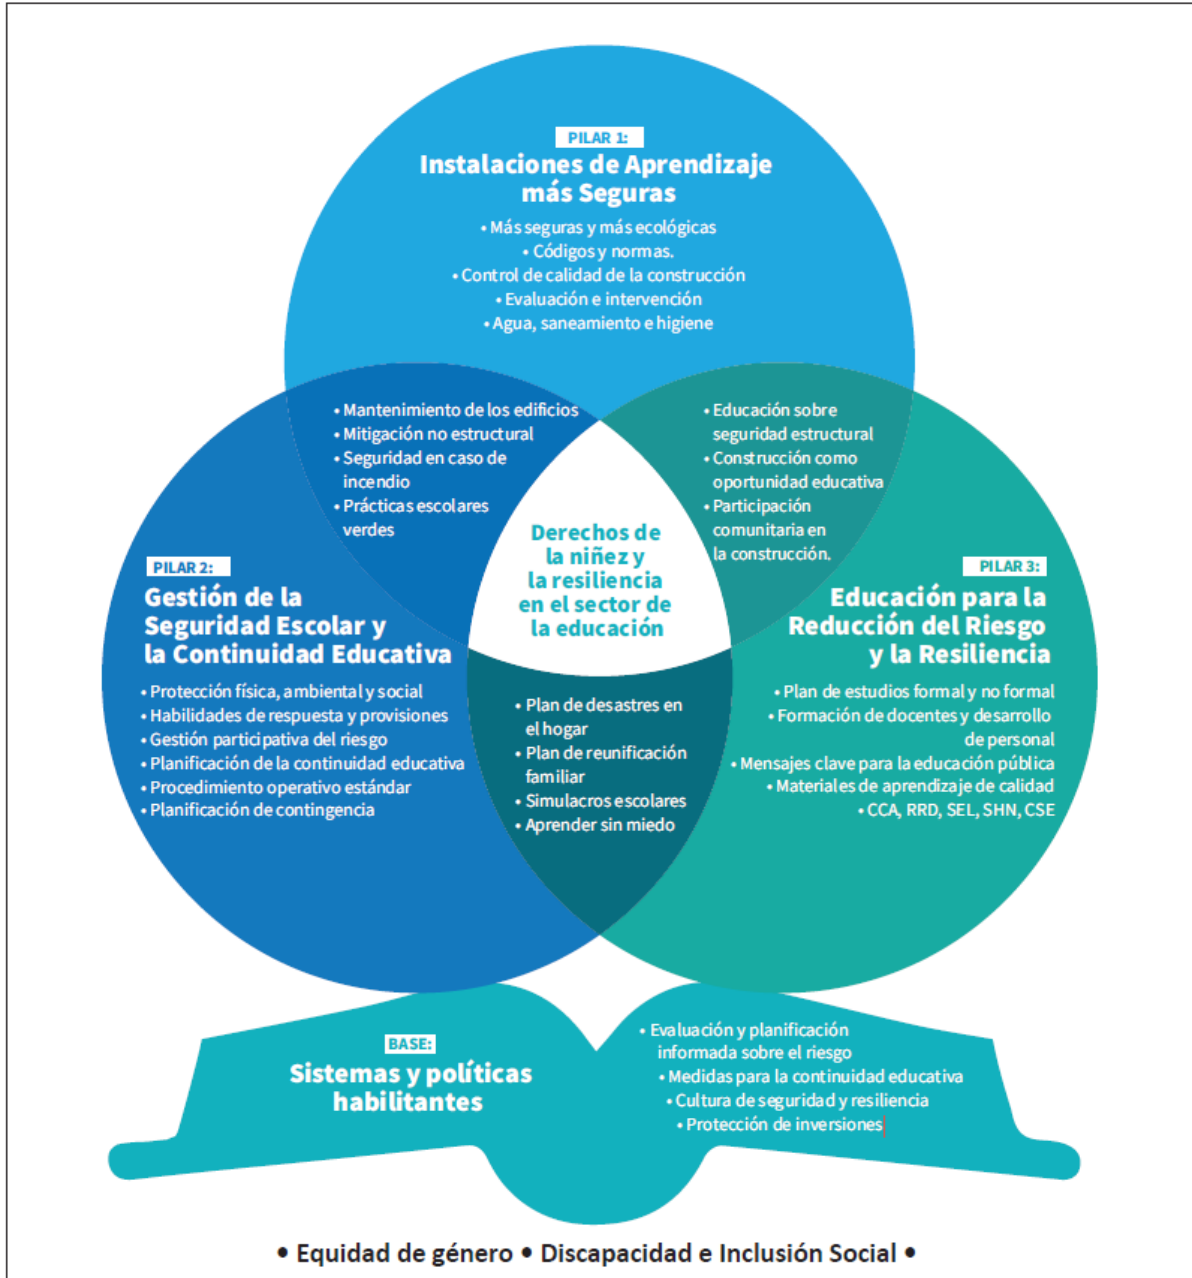 PILAR 1:
Instalaciones de Aprendizaje
más Seguras
• Más seguras y más ecológicas
• Códigos y normas.
• Control de calidad de la construcción
• Evaluación e intervención
• Agua, saneamiento e higiene
• Mantenimiento de los edificios
• Mitigación no estructural
• Seguridad en caso de
incendio
• Prácticas escolares
verdes
• Educación sobre
seguridad estructural
• Construcción como
oportunidad educativa
• Participación
comunitaria en
la construcción.
Derechos de
la niñez y
la resiliencia
en el sector de
la educación
PILAR 2:
Gestión de la
Seguridad Escolar y
la Continuidad Educativa
• Protección física, ambiental y social
• Habilidades de respuesta y provisiones
• Gestión participativa del riesgo
• Planificación de la continuidad educativa
• Procedimiento operativo estándar
• Planificación de contingencia
PILAR 3:
Educación para la
Reducción del Riesgo
y la Resiliencia
• Plan de estudios formal y no formal
• Formación de docentes y desarrollo
de personal
• Mensajes clave para la educación pública
• Materiales de aprendizaje de calidad
• CCA, RRD, SEL, SHN, CSE
• Plan de desastres en
el hogar
• Plan de reunificación
familiar
• Simulacros escolares
• Aprender sin miedo
BASE:
Sistemas y políticas
habilitantes
• Evaluación y planificación
informada sobre el riesgo
• Medidas para la continuidad educativa
• Cultura de seguridad y resiliencia
• Protección de inversiones
• Equidad de género • Discapacidad e Inclusión Social •